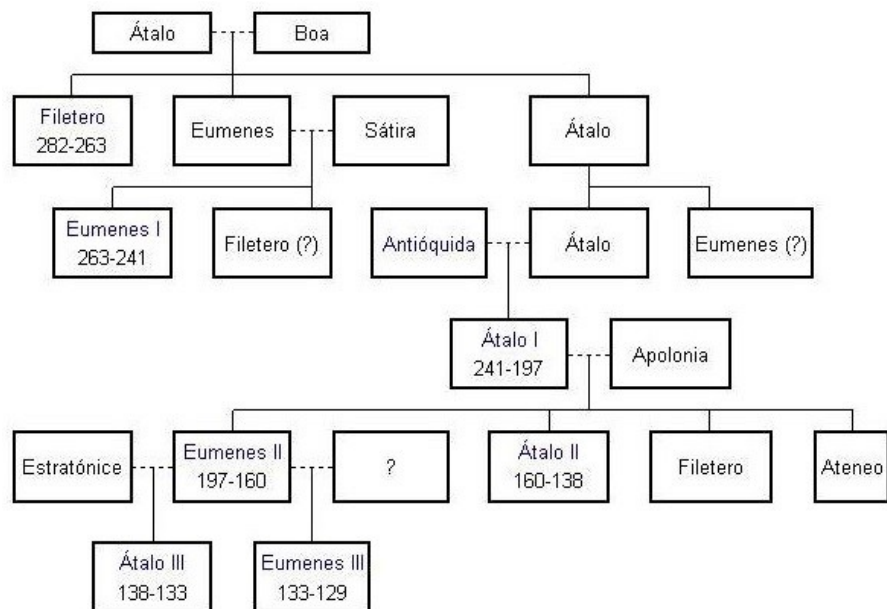 Átalo
Boa
Filetero
282-263
Eumenes
Sátira
Átalo
Eumenes I
263-241
Filetero (?)
Antióquida
Átalo
Eumenes (?)
Átalo I
241-197
Apolonia
Estratónice
Eumenes II
197-160
?
Átalo II
160-138
Filetero
Ateneo
Átalo III
138-133
Eumenes III
133-129